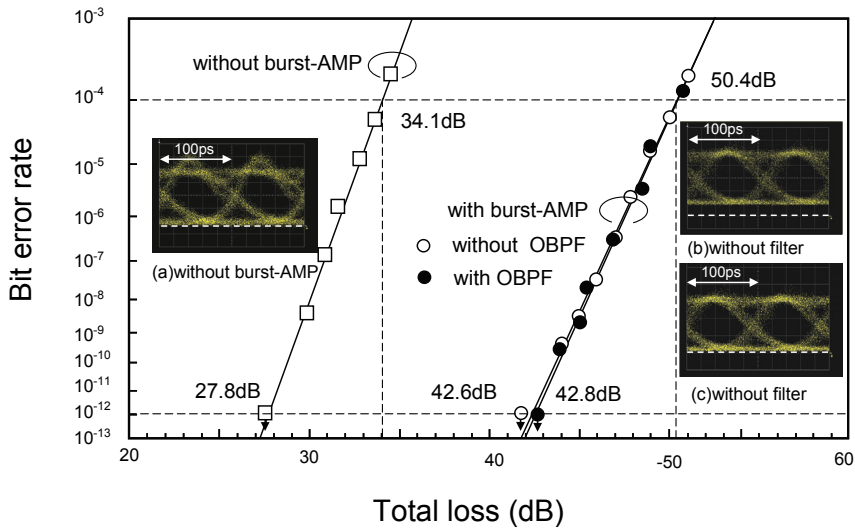 10-3
10-4
10-5
10-6
10-7
10-8
10-9
10-10
10-11
10-12
10-13
Bit error rate
without burst-AMP
34.1dB
50.4dB
100ps
(a)without burst-AMP
with burst-AMP
without OBPF
with OBPF
100ps
(b)without filter
100ps
(c)without filter
27.8dB
42.6dB
42.8dB
20
30
40
-50
60
Total loss (dB)